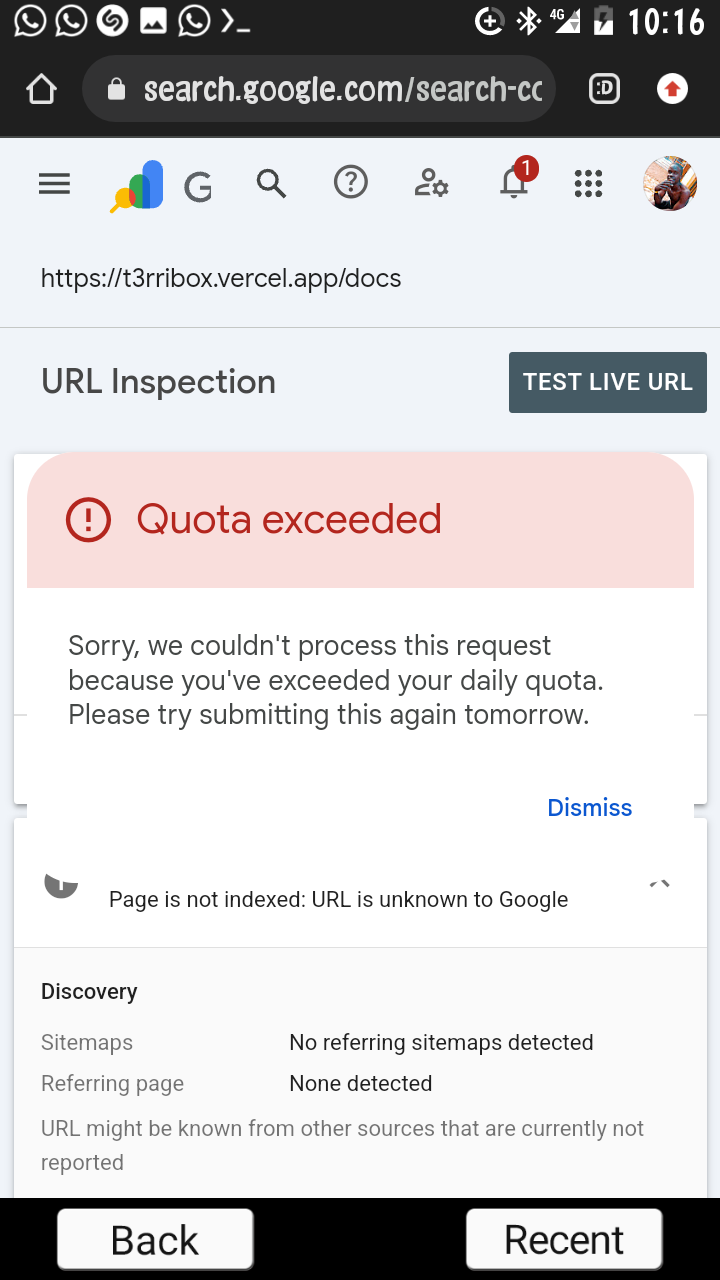 4G
10:16
search.google.com/search-cc
:D
G
1
https://t3rribox.vercel.app/docs
URL Inspection
TEST LIVE URL
Quota exceeded
Sorry, we couldn't process this request
because you've exceeded your daily quota.
Please try submitting this again tomorrow.
Dismiss
Page is not indexed: URL is unknown to Google
Discovery
Sitemaps No referring sitemaps detected
Referring page None detected
URL might be known from other sources that are currently not
reported
Back Recent